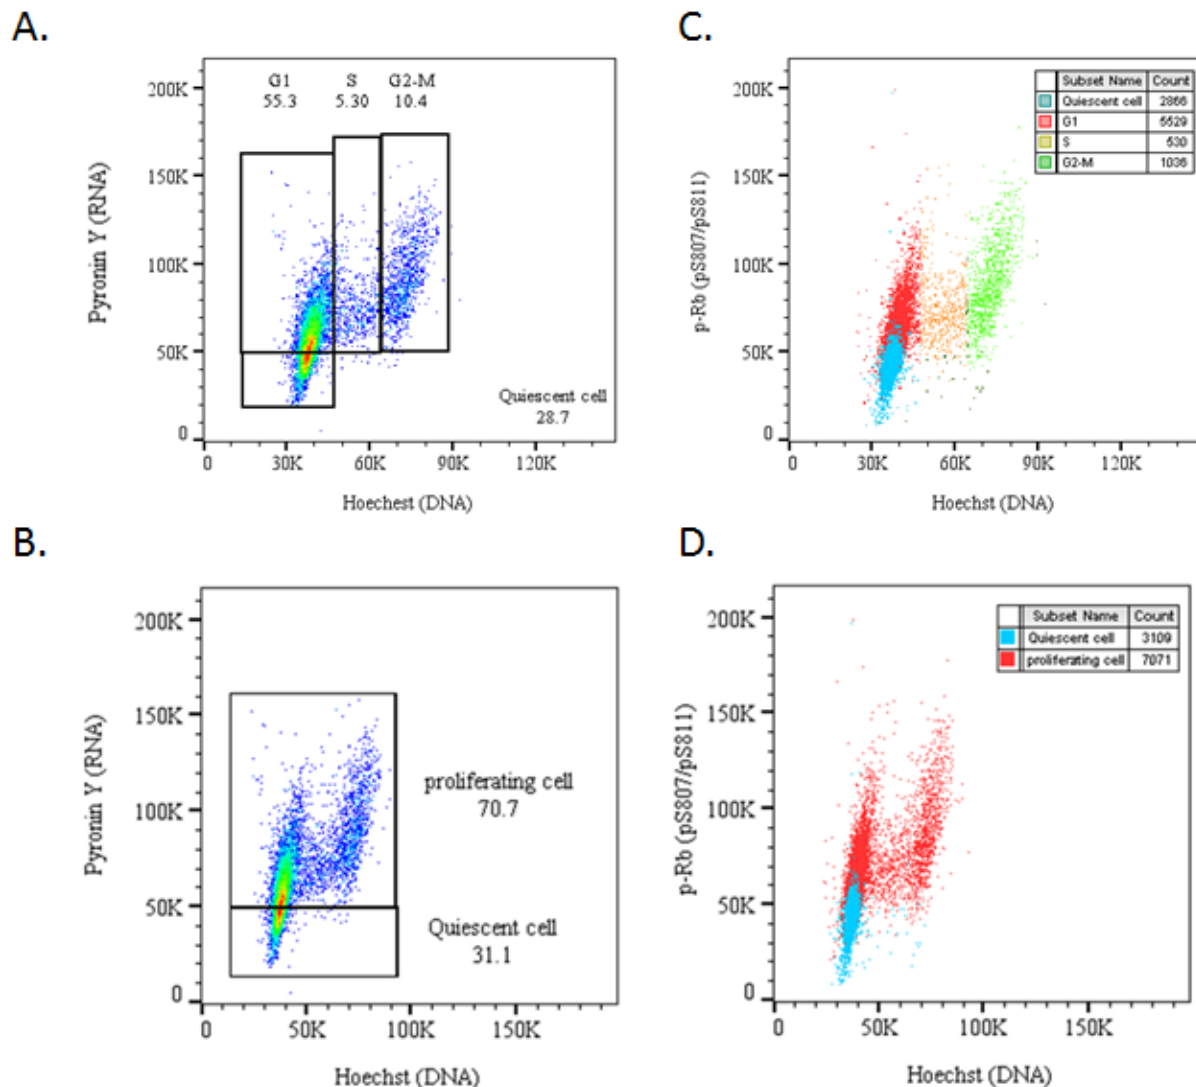 A.
G1 S G2-M
55.3 5.30 10.4
200K
150K
100K
50K
0
Pyronin Y (RNA)
Quiescent cell
28.7
0 30K 60K 90K 120K
Hoechest (DNA)
C.
200K
150K
100K
50K
0
p-Rb (pS807/pS811)
Subset Name Count
Quiescent cell 2866
G1 5529
S 530
G2-M 1036
0 30K 60K 90K 120K
Hoechst (DNA)
B.
200K
150K
100K
50K
0
Pyronin Y (RNA)
proliferating cell
70.7
Quiescent cell
31.1
0 50K 100K 150K
Hoechst (DNA)
D.
200K
150K
100K
50K
0
p-Rb (pS807/pS811)
Subset Name Count
Quiescent cell 3109
proliferating cell 7071
0 50K 100K 150K
Hoechst (DNA)